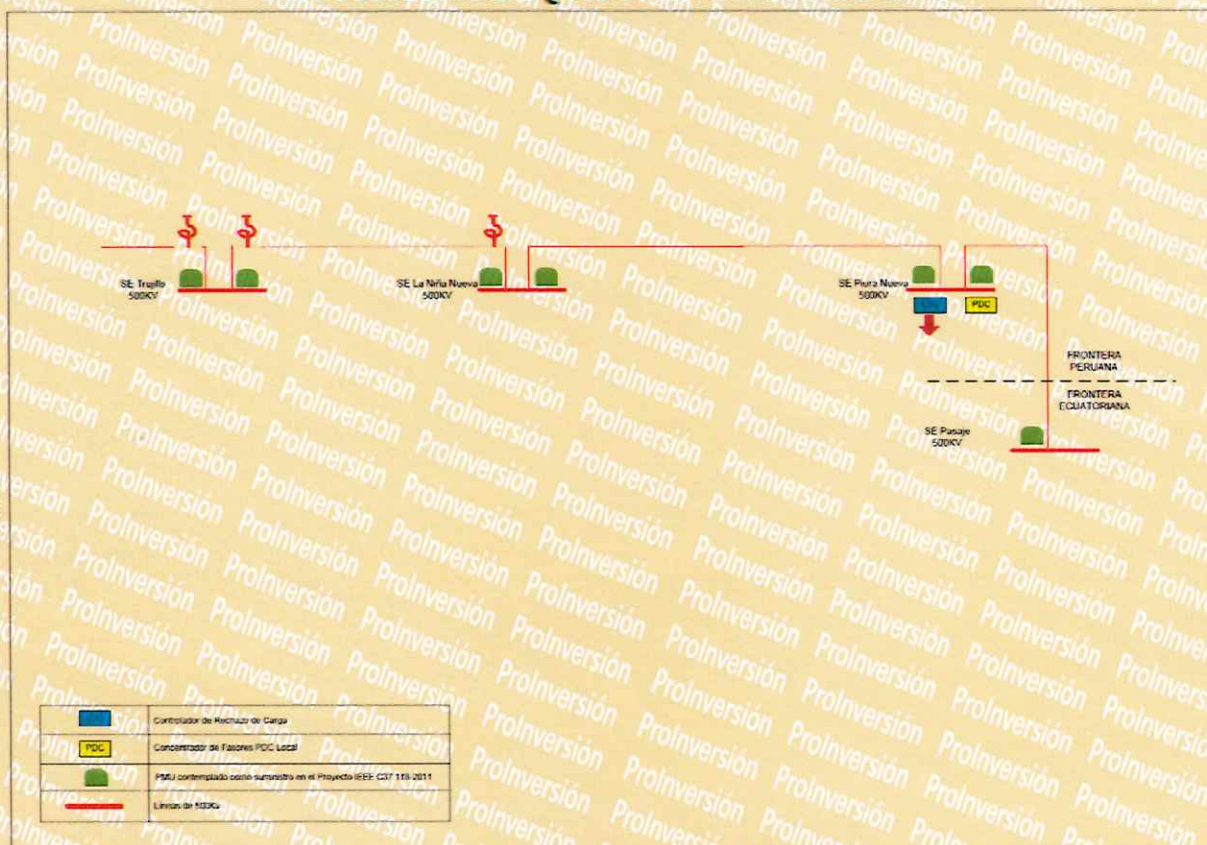 ProInversión
SE Trujillo
500KV
SE La Niña Nueva
500KV
SE Piura Nueva
500KV
PDC
FRONTERA
PERUANA
FRONTERA
ECUATORIANA
SE Pasaje
500KV
Controlador de Rechazo de Carga
PDC
Concentrador de Fasores PDC Local
PMU contemplado como suministro en el Proyecto IEEE C37.118-2011
Líneas de 500Kv